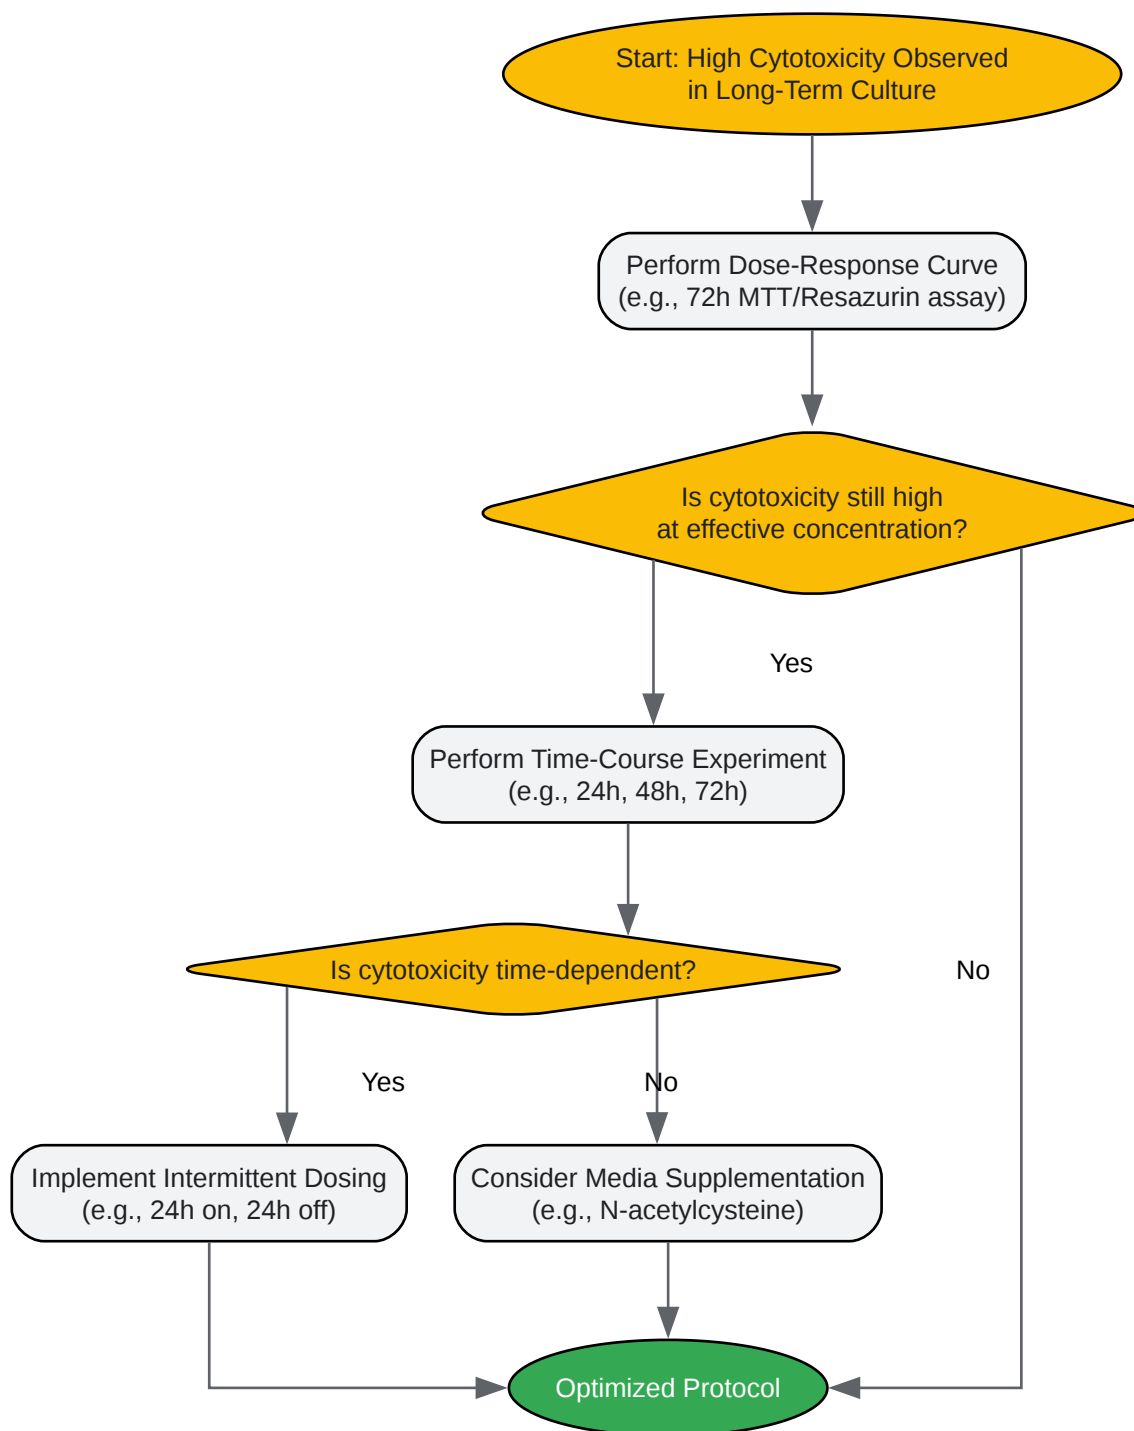 Start: High Cytotoxicity Observed
in Long-Term Culture
Perform Dose-Response Curve
(e.g., 72h MTT/Resazurin assay)
Is cytotoxicity still high
at effective concentration?
Yes
Perform Time-Course Experiment
(e.g., 24h, 48h, 72h)
Is cytotoxicity time-dependent?
No
Yes
No
Implement Intermittent Dosing
(e.g., 24h on, 24h off)
Consider Media Supplementation
(e.g., N-acetylcysteine)
Optimized Protocol